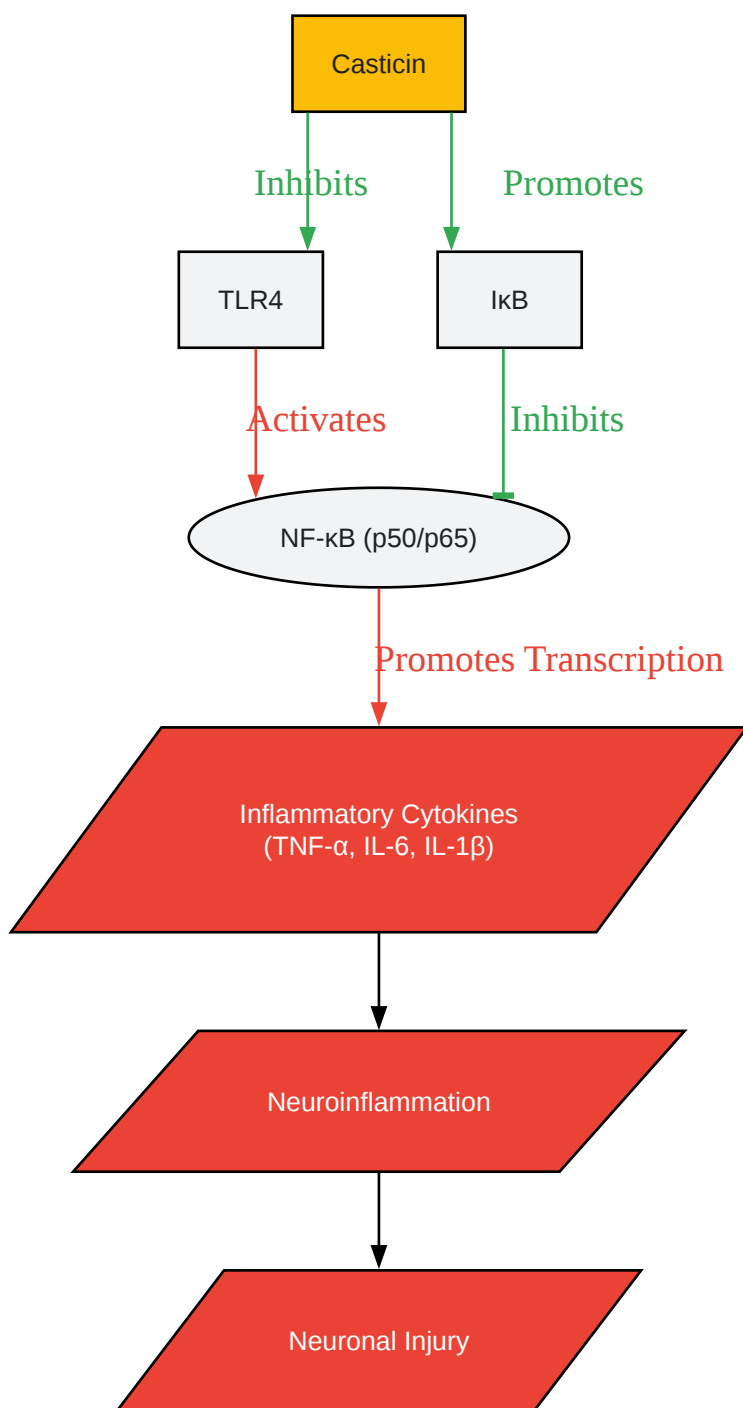 Casticin
Inhibits
Promotes
TLR4
IκB
Activates
Inhibits
NF-κB (p50/p65)
Promotes Transcription
Inflammatory Cytokines
(TNF-α, IL-6, IL-1β)
Neuroinflammation
Neuronal Injury